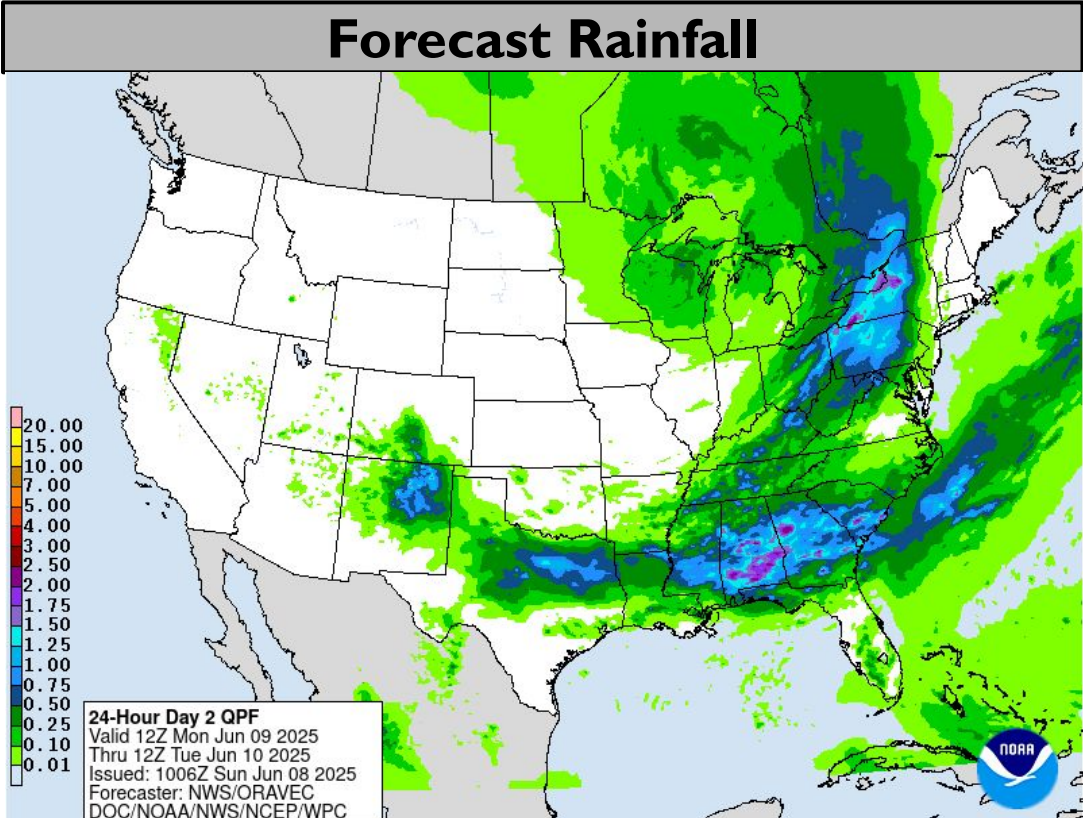 Forecast Rainfall
20.00
15.00
10.00
7.00
5.00
4.00
3.00
2.50
2.00
1.75
1.50
1.25
1.00
0.75
0.50
0.25
0.10
0.01
24-Hour Day 2 QPF
Valid 12Z Mon Jun 09 2025
Thru 12Z Tue Jun 10 2025
Issued: 1006Z Sun Jun 08 2025
Forecaster: NWS/ORAVEC
DOC/NOAA/NWS/NCEP/WPC
NOAA